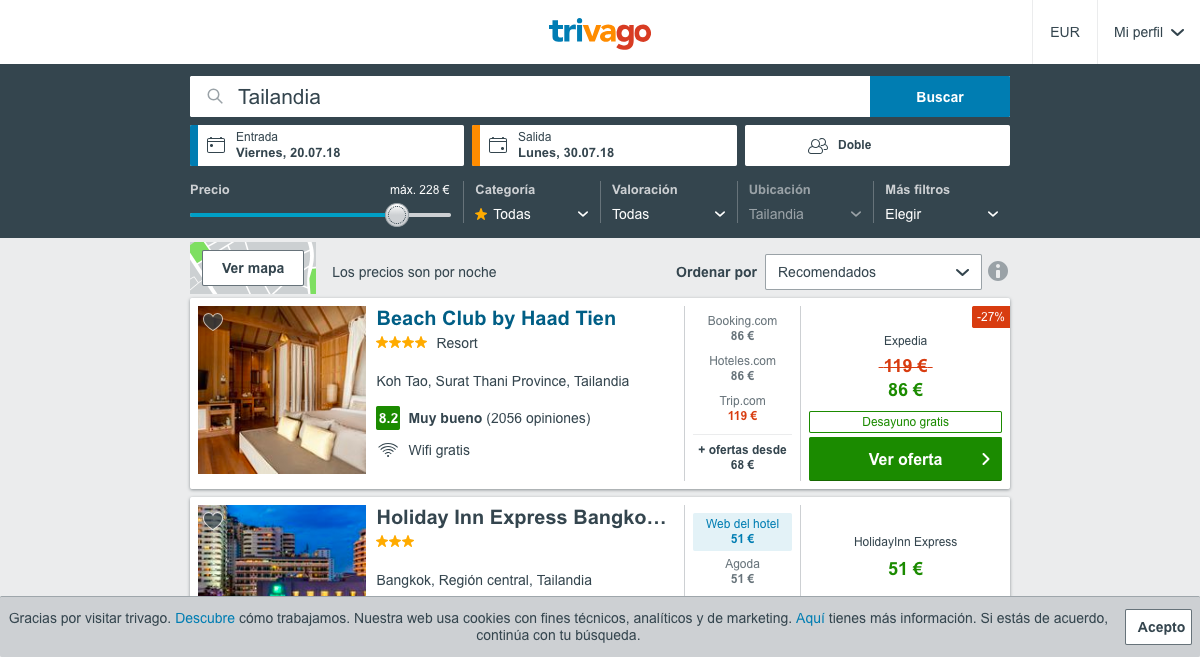 trivago
EUR
Mi perfil
Tailandia
Buscar
Entrada
Viernes, 20.07.18
Salida
Lunes, 30.07.18
Doble
Precio
máx. 228 €
Categoría
Todas
Valoración
Todas
Ubicación
Tailandia
Más filtros
Elegir
Ver mapa
Los precios son por noche
Ordenar por
Recomendados
Beach Club by Haad Tien
Resort
Koh Tao, Surat Thani Province, Tailandia
8.2 Muy bueno (2056 opiniones)
Wifi gratis
Booking.com
86 €
Hoteles.com
86 €
Trip.com
119 €
+ ofertas desde
68 €
-27%
Expedia
119 €
86 €
Desayuno gratis
Ver oferta
Holiday Inn Express Bangko...
Bangkok, Región central, Tailandia
Web del hotel
51 €
Agoda
51 €
HolidayInn Express
51 €
Gracias por visitar trivago. Descubre cómo trabajamos. Nuestra web usa cookies con fines técnicos, analíticos y de marketing. Aquí tienes más información. Si estás de acuerdo,
continúa con tu búsqueda.
Acepto